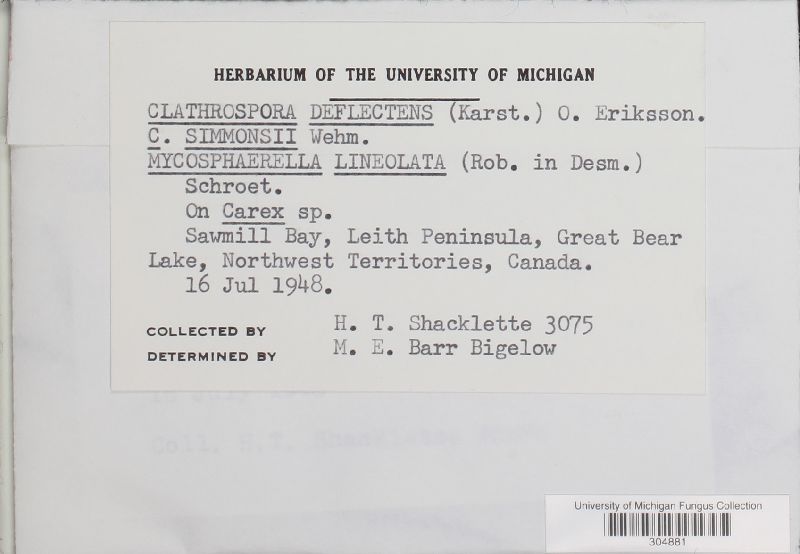 HERBARIUM OF THE UNIVERSITY OF MICHIGAN
CLATHROSPORA DEFLECTENS (Karst.) O. Eriksson.
C. SIMMONSII Wehm.
MYCOSPHAERELLA LINEOLATA (Rob. in Desm.)
Schroet.
On Carex sp.
Sawmill Bay, Leith Peninsula, Great Bear
Lake, Northwest Territories, Canada.
16 Jul 1948.
COLLECTED BY H. T. Shacklette 3075
DETERMINED BY M. E. Barr Bigelow
Coll. H.T. Shacklette
University of Michigan Fungus Collection
304881